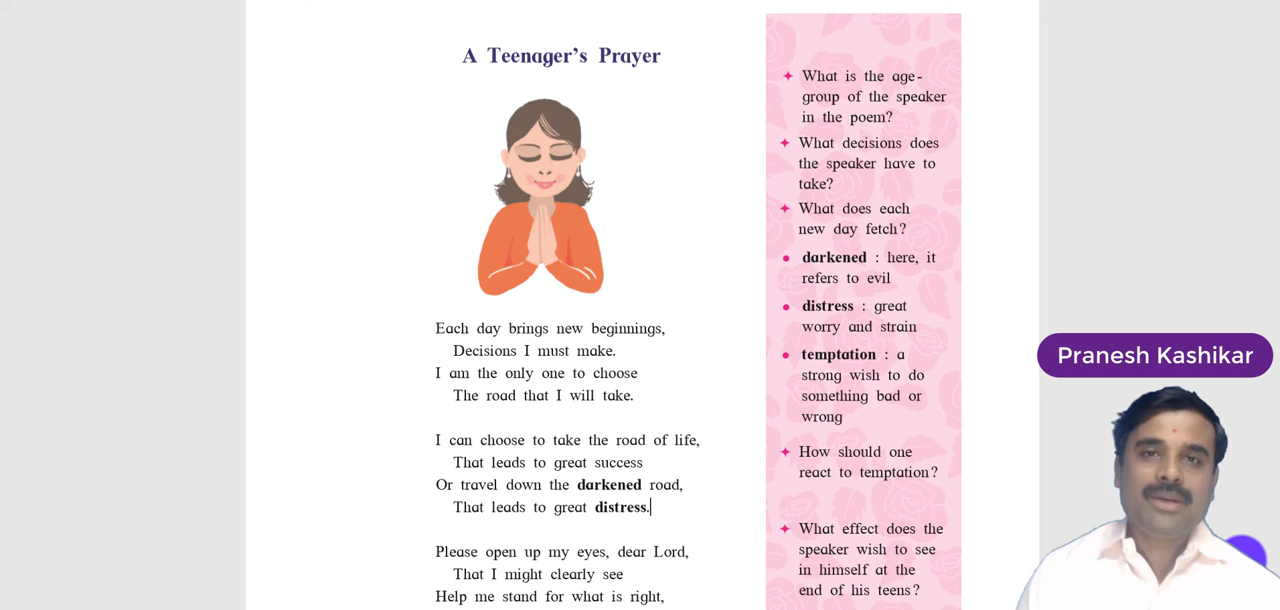 A Teenager's Prayer
Each day brings new beginnings,
Decisions I must make.
I am the only one to choose
The road that I will take.
I can choose to take the road of life,
That leads to great success
Or travel down the darkened road,
That leads to great distress.
Please open up my eyes, dear Lord,
That I might clearly see
Help me stand for what is right,
✦ What is the age-
group of the speaker
in the poem?
✦ What decisions does
the speaker have to
take?
✦ What does each
new day fetch?
• darkened : here, it
refers to evil
• distress : great
worry and strain
• temptation : a
strong wish to do
something bad or
wrong
✦ How should one
react to temptation?
✦ What effect does the
speaker wish to see
in himself at the
end of his teens?
Pranesh Kashikar